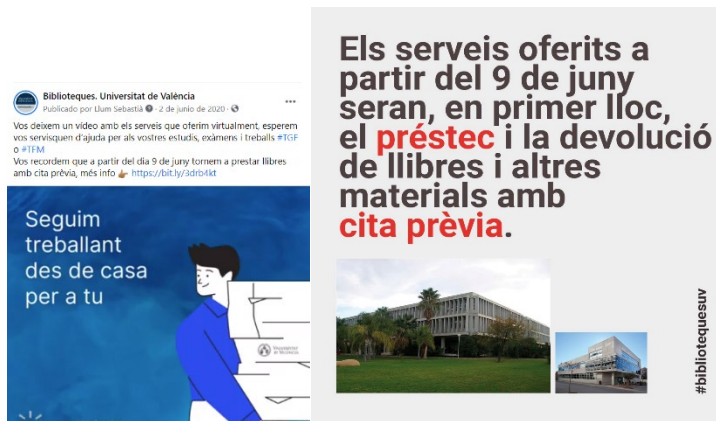 Biblioteques. Universitat de València
Publicado por Llum Sebastià · 2 de junio de 2020 ·
Vos deixem un vídeo amb els serveis que oferim virtualment, esperem
vos servisquen d'ajuda per als vostres estudis, exàmens i treballs #TGF
o #TFM
Vos recordem que a partir del dia 9 de juny tornem a prestar llibres
amb cita prèvia, més info 👉 https://bit.ly/3drb4kt
Seguim
treballant
des de casa
per a tu
Els serveis oferits a
partir del 9 de juny
seran, en primer lloc,
el préstec i la devolució
de llibres i altres
materials amb
cita prèvia.
#bibliotequesuv